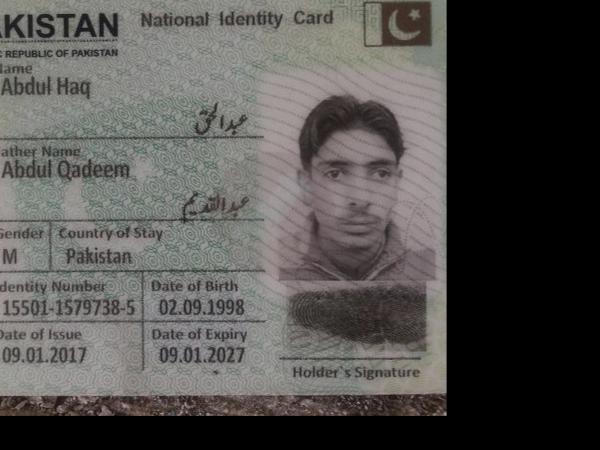 AKISTAN National Identity Card
C REPUBLIC OF PAKISTAN
Name
Abdul Haq
عبدالحق
ather Name
Abdul Qadeem
عبدالقدیم
Gender Country of Stay
M Pakistan
dentity Number Date of Birth
15501-1579738-5 02.09.1998
Date of Issue Date of Expiry
09.01.2017 09.01.2027
Holder's Signature